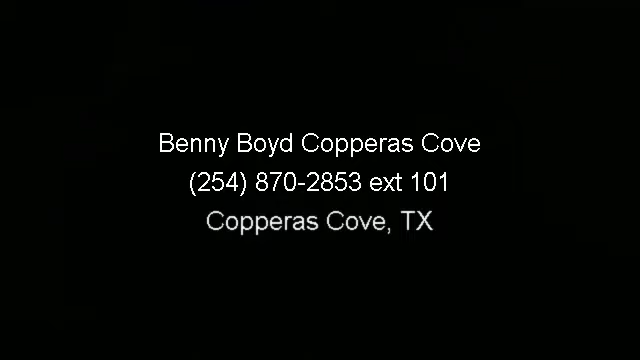 Benny Boyd Copperas Cove
(254) 870-2853 ext 101
Copperas Cove, TX